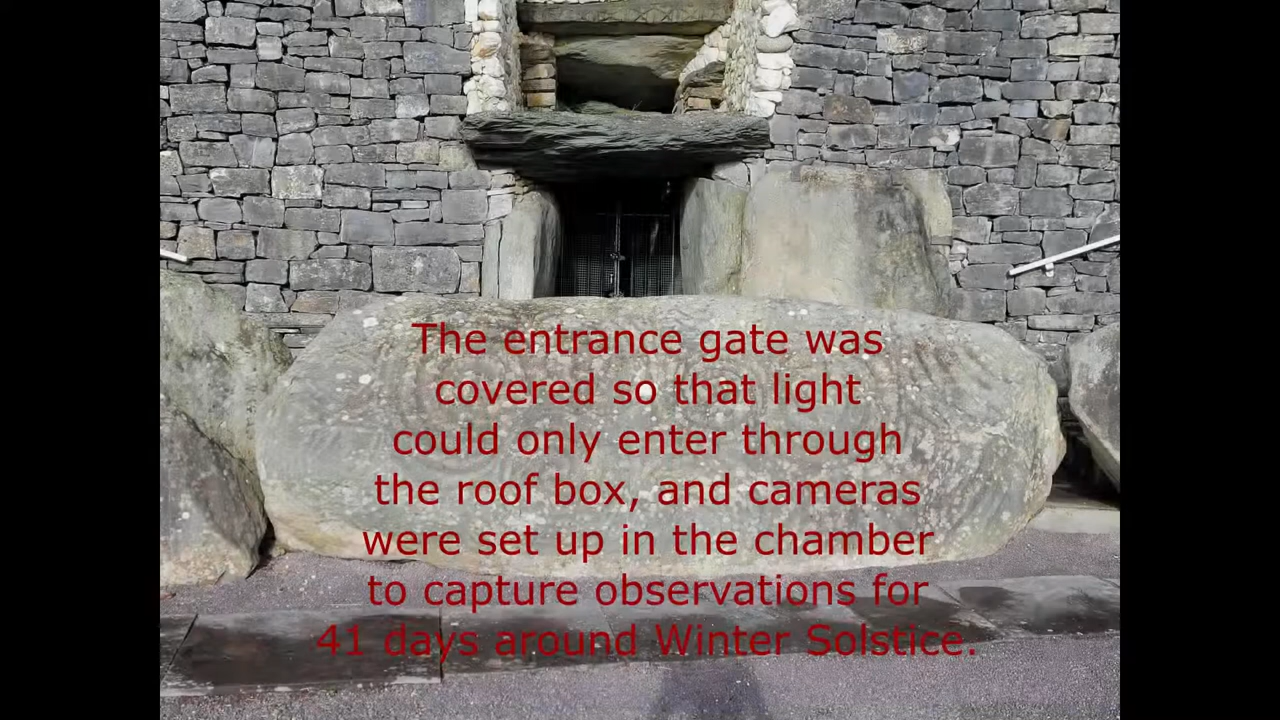 The entrance gate was
covered so that light
could only enter through
the roof box, and cameras
were set up in the chamber
to capture observations for
41 days around Winter Solstice.